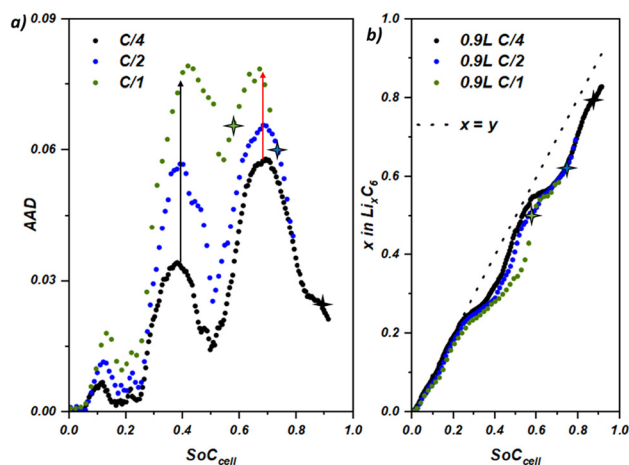 a)
C/4
C/2
C/1
0.09
0.06
0.03
0.00
AAD
0.0 0.2 0.4 0.6 0.8 1.0
SoC_cell
b)
0.9L C/4
0.9L C/2
0.9L C/1
x = y
1.0
0.8
0.6
0.4
0.2
0.0
x in Li_xC_6
0.0 0.2 0.4 0.6 0.8 1.0
SoC_cell